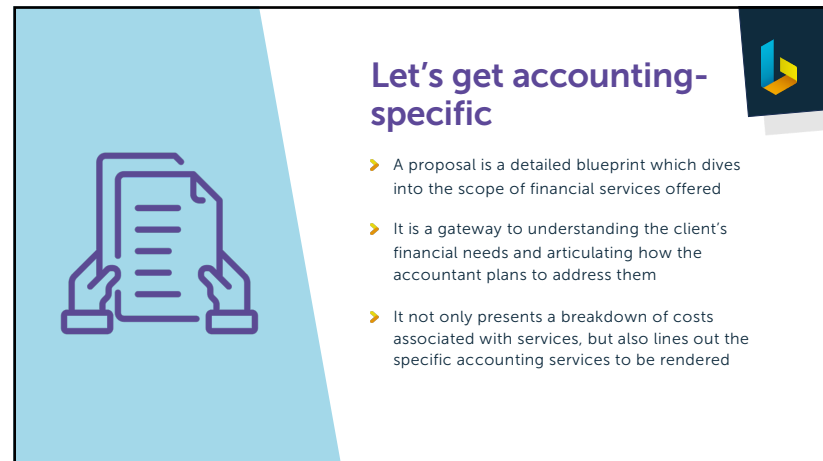 Let’s get accounting-
specific
A proposal is a detailed blueprint which dives
into the scope of financial services offered
It is a gateway to understanding the client’s
financial needs and articulating how the
accountant plans to address them
It not only presents a breakdown of costs
associated with services, but also lines out the
specific accounting services to be rendered